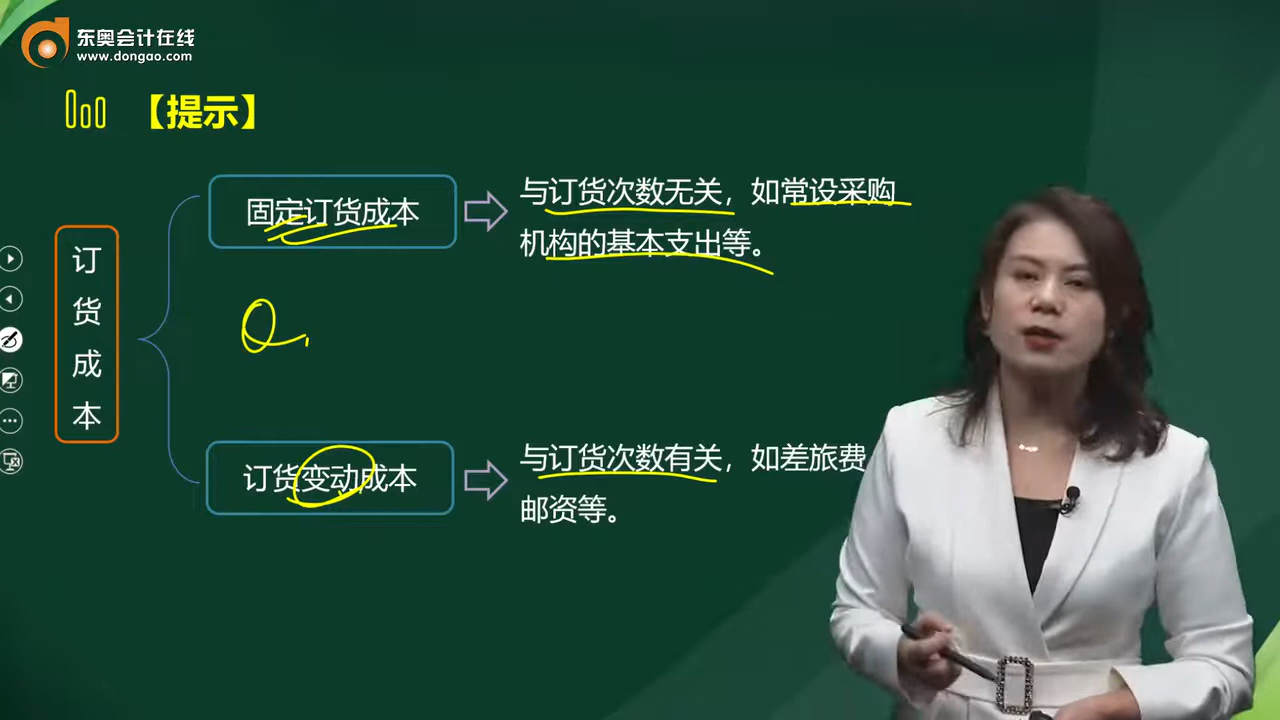 东奥会计在线
www.dongao.com
【提示】
订货成本
固定订货成本
与订货次数无关，如常设采购
机构的基本支出等。
Q
订货变动成本
与订货次数有关，如差旅费
邮资等。